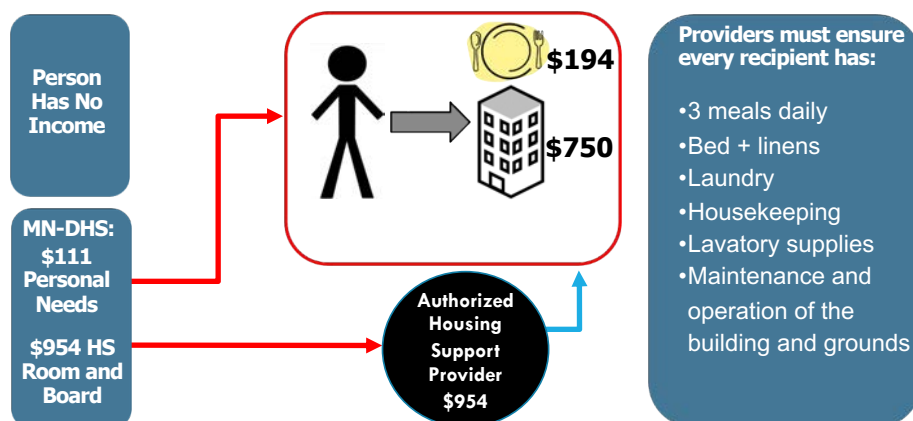 Person
Has No
Income
MN-DHS:
$111
Personal
Needs
$954 HS
Room and
Board
$194
$750
Authorized
Housing
Support
Provider
$954
Providers must ensure
every recipient has:
•3 meals daily
•Bed + linens
•Laundry
•Housekeeping
•Lavatory supplies
•Maintenance and
operation of the
building and grounds